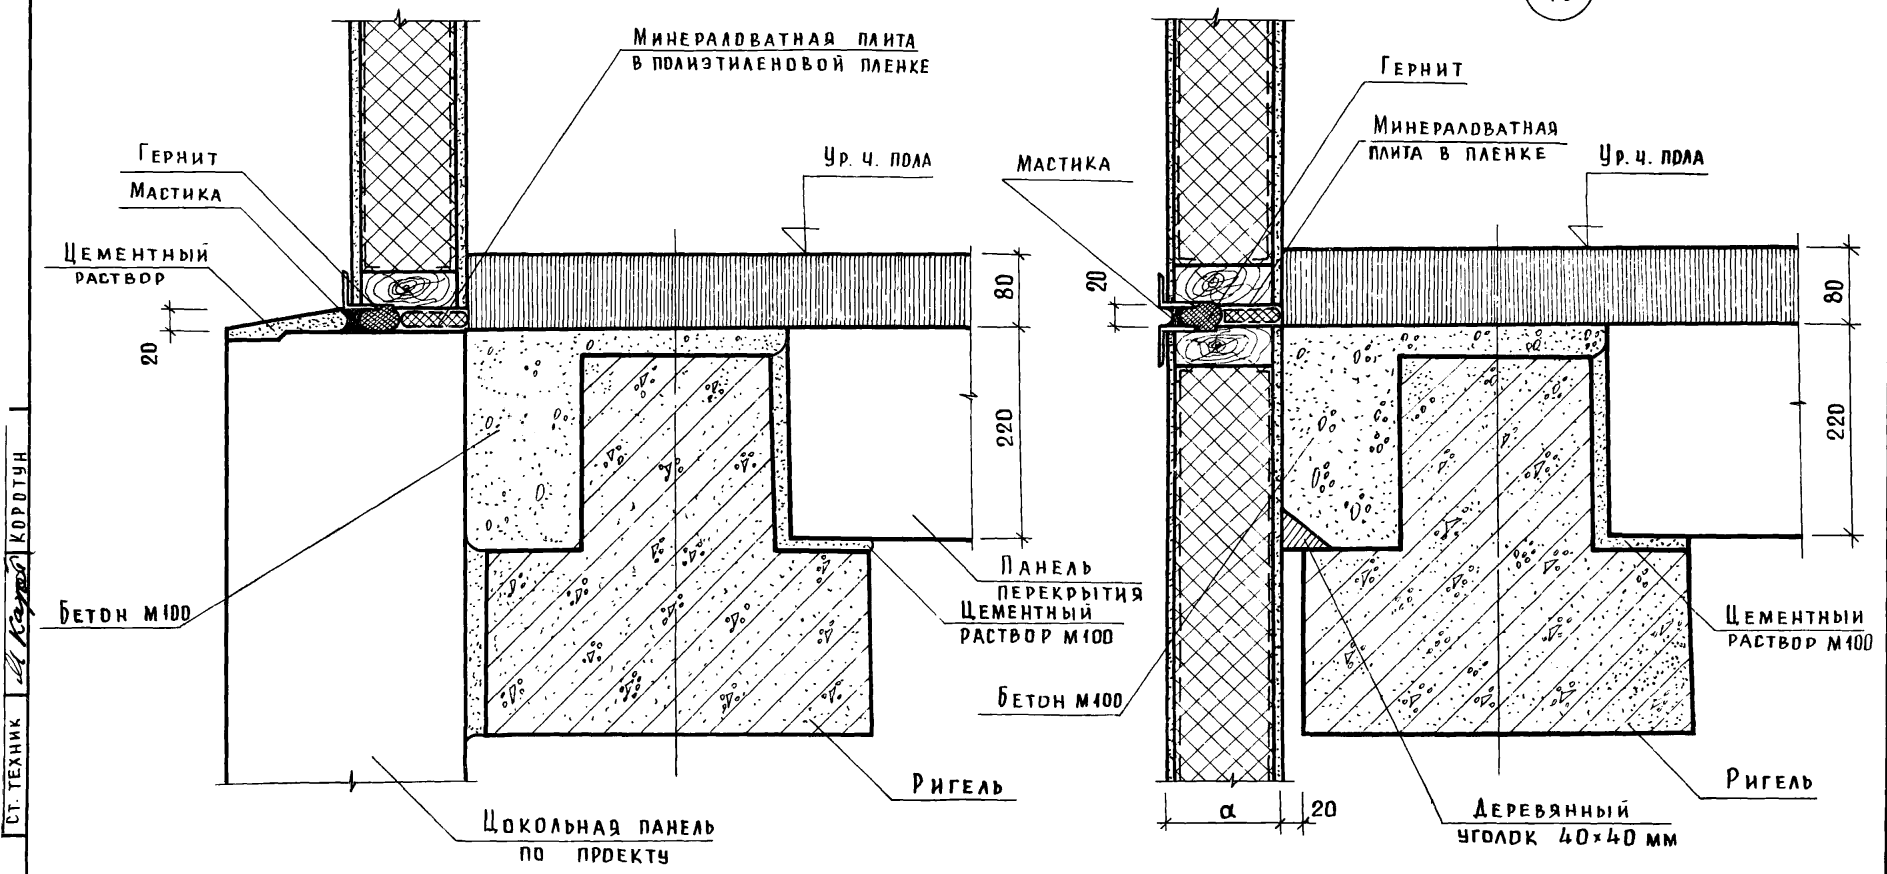 Минераловатная плита
в полиэтиленовой пленке
Гернит
Мастика
Цементный
раствор
Ур. ч. пола
20
80
220
Бетон М100
Панель
перекрытия
Цементный
раствор М100
Ригель
Цокольная панель
по проекту
Гернит
Минераловатная
плита в пленке
Мастика
Ур. ч. пола
20
80
220
Бетон М100
Цементный
раствор М100
Ригель
Деревянный
уголок 40×40 мм
а
20
Ст. техник
Коротун